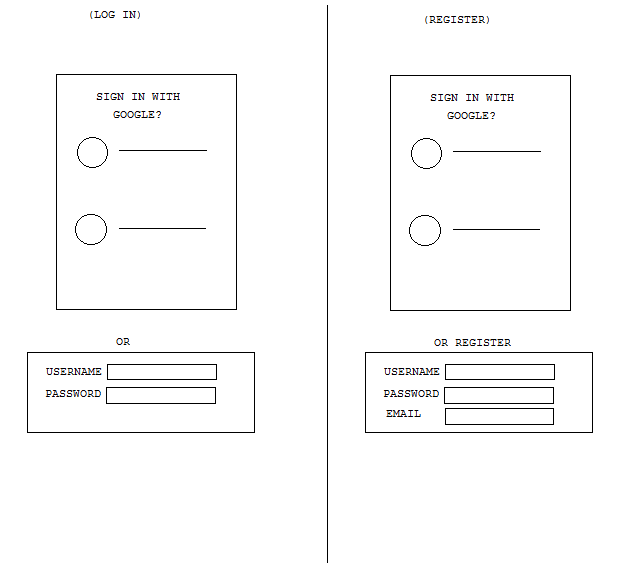 (LOG IN)
SIGN IN WITH
GOOGLE?
OR
USERNAME
PASSWORD
(REGISTER)
SIGN IN WITH
GOOGLE?
OR REGISTER
USERNAME
PASSWORD
EMAIL